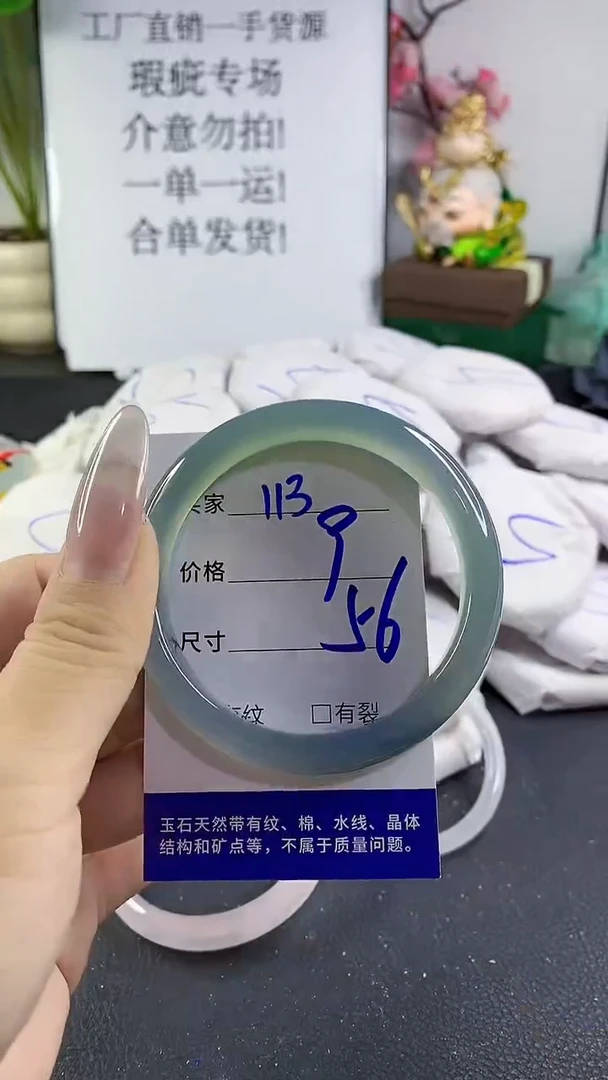 工厂直销一手货源
瑕疵专场
介意勿拍!
一单一运!
合单发货!
家 113
价格 9
尺寸 56
纹 □有裂
玉石天然带有纹、棉、水线、晶体
结构和矿点等，不属于质量问题。